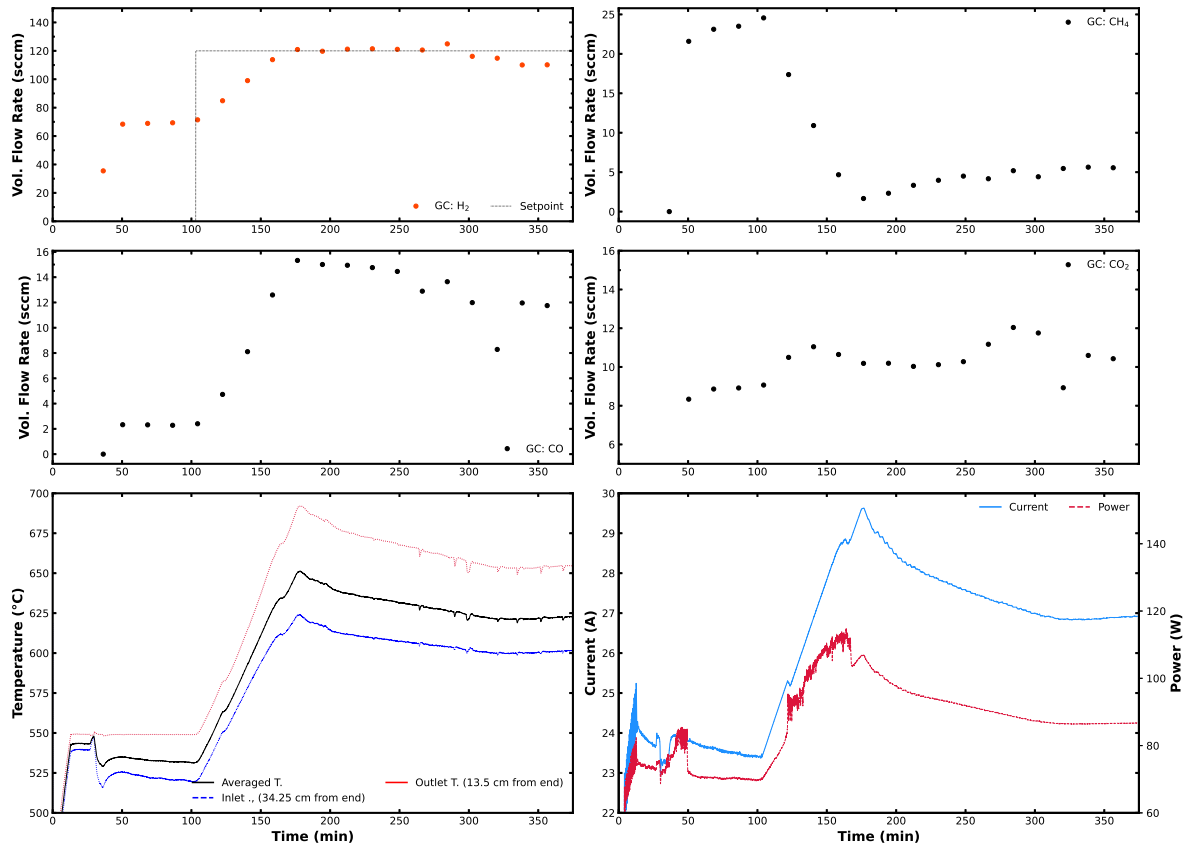 Vol. Flow Rate (sccm)
0 20 40 60 80 100 120 140
0 50 100 150 200 250 300 350
GC: H₂ Setpoint
Vol. Flow Rate (sccm)
0 5 10 15 20 25
0 50 100 150 200 250 300 350
GC: CH₄
Vol. Flow Rate (sccm)
0 2 4 6 8 10 12 14 16
0 50 100 150 200 250 300 350
GC: CO
Vol. Flow Rate (sccm)
6 8 10 12 14 16
0 50 100 150 200 250 300 350
GC: CO₂
Temperature (°C)
500 525 550 575 600 625 650 675 700
0 50 100 150 200 250 300 350
Averaged T. Outlet T. (13.5 cm from end)
Inlet ., (34.25 cm from end)
Time (min)
Current (A)
22 23 24 25 26 27 28 29 30
0 50 100 150 200 250 300 350
Current Power
60 80 100 120 140
Power (W)
Time (min)